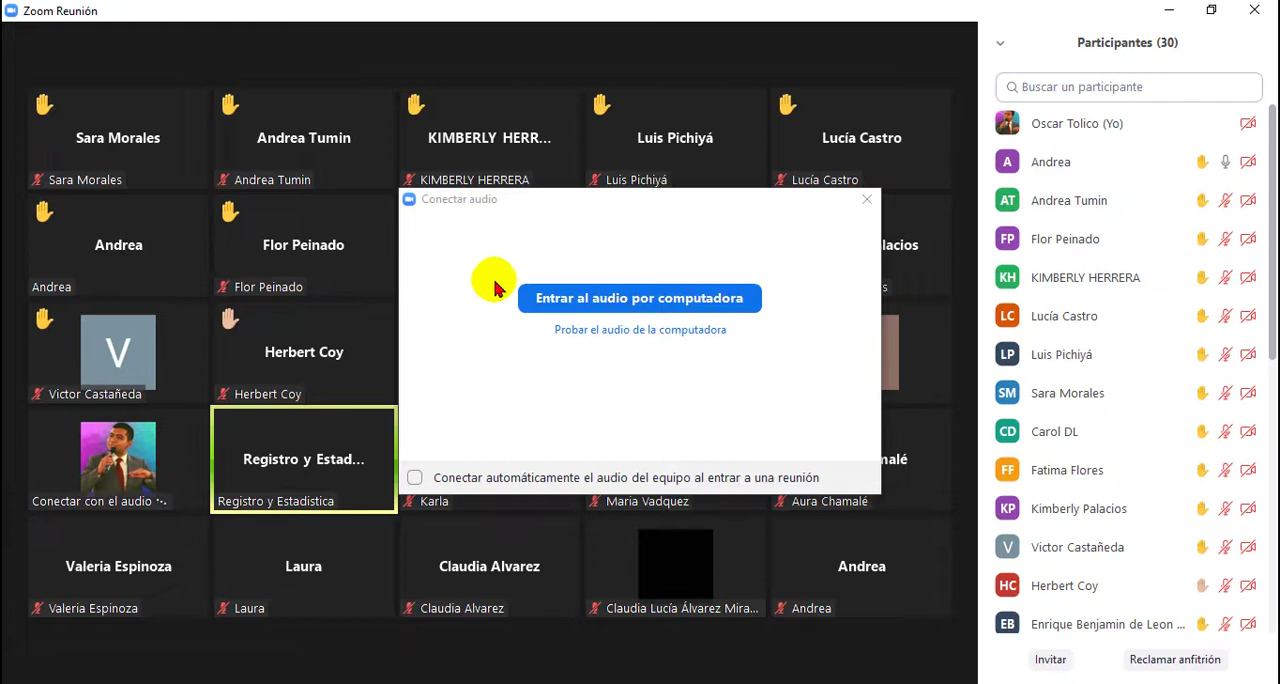 Zoom Reunión
Sara Morales
Andrea Tumin
KIMBERLY HERR...
Luis Pichiyá
Lucía Castro
Sara Morales
Andrea Tumin
KIMBERLY HERRERA
Luis Pichiyá
Lucía Castro
Conectar audio
Andrea
Flor Peinado
alacios
Andrea
Flor Peinado
s
Entrar al audio por computadora
Probar el audio de la computadora
V
Herbert Coy
Victor Castañeda
Herbert Coy
Registro y Estad...
malé
Conectar automáticamente el audio del equipo al entrar a una reunión
Conectar con el audio
Registro y Estadistica
Karla
Maria Vadquez
Aura Chamalé
Valeria Espinoza
Laura
Claudia Alvarez
Andrea
Valeria Espinoza
Laura
Claudia Alvarez
Claudia Lucía Álvarez Mira...
Andrea
Participantes (30)
Buscar un participante
Oscar Tolico (Yo)
A Andrea
AT Andrea Tumin
FP Flor Peinado
KH KIMBERLY HERRERA
LC Lucía Castro
LP Luis Pichiyá
SM Sara Morales
CD Carol DL
FF Fatima Flores
KP Kimberly Palacios
V Victor Castañeda
HC Herbert Coy
EB Enrique Benjamin de Leon ...
Invitar
Reclamar anfitrión